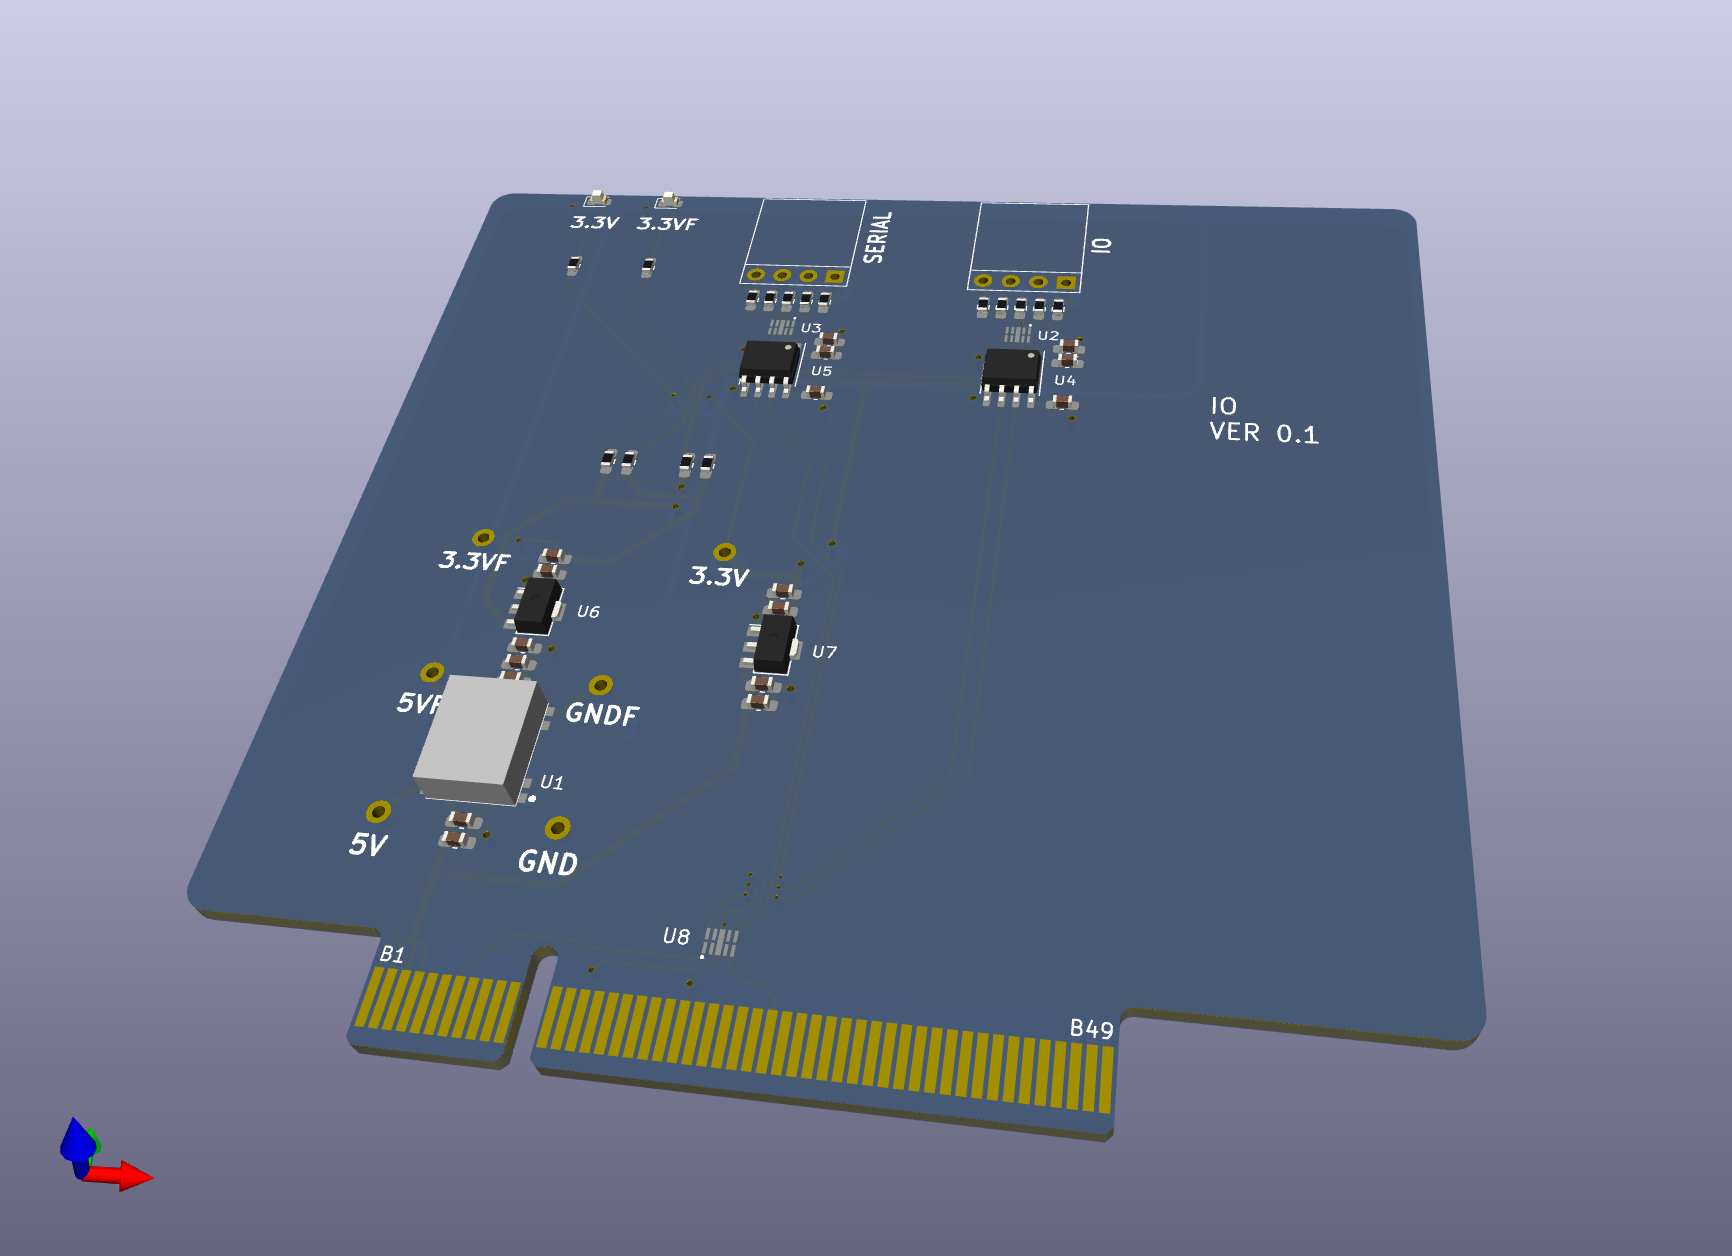 3.3V
3.3VF
SERIAL
IO
U3
U2
U5
U4
IO
VER 0.1
3.3VF
3.3V
U6
U7
5VF
GNDF
U1
5V
GND
U8
B1
B49